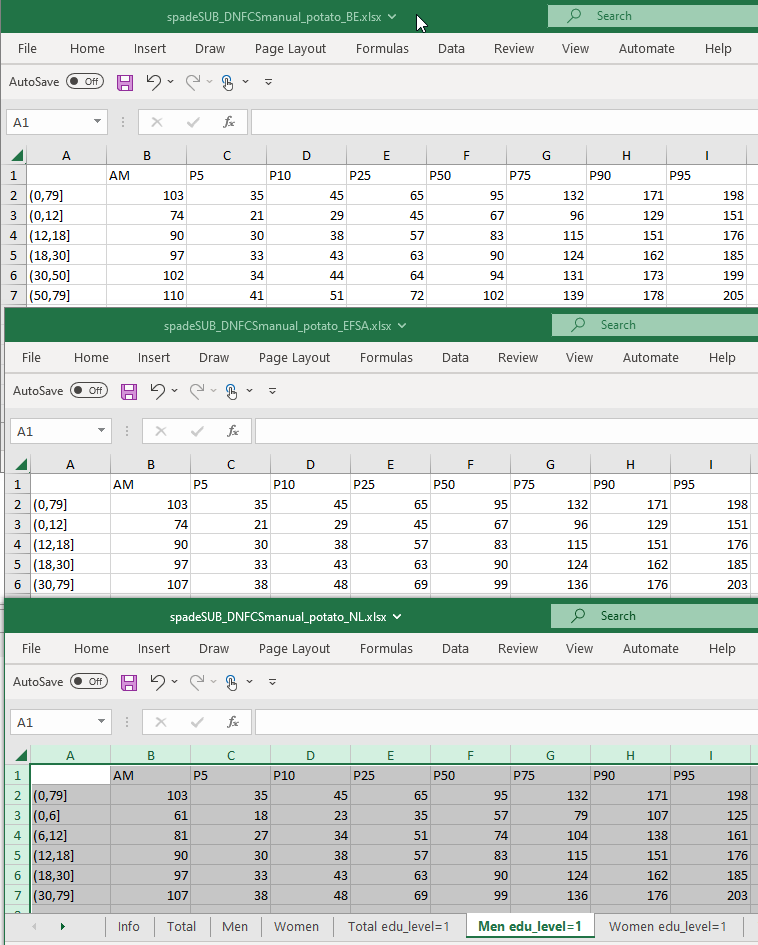 spadeSUB_DNFCSmanual_potato_BE.xlsx Search
File Home Insert Draw Page Layout Formulas Data Review View Automate Help
AutoSave Off
A1 fx
A B C D E F G H I
1 AM P5 P10 P25 P50 P75 P90 P95
2 (0,79] 103 35 45 65 95 132 171 198
3 (0,12] 74 21 29 45 67 96 129 151
4 (12,18] 90 30 38 57 83 115 151 176
5 (18,30] 97 33 43 63 90 124 162 185
6 (30,50] 102 34 44 64 94 131 173 199
7 (50,79] 110 41 51 72 102 139 178 205
spadeSUB_DNFCSmanual_potato_EFSA.xlsx Search
File Home Insert Draw Page Layout Formulas Data Review View Automate Help
AutoSave Off
A1 fx
A B C D E F G H I
1 AM P5 P10 P25 P50 P75 P90 P95
2 (0,79] 103 35 45 65 95 132 171 198
3 (0,12] 74 21 29 45 67 96 129 151
4 (12,18] 90 30 38 57 83 115 151 176
5 (18,30] 97 33 43 63 90 124 162 185
6 (30,79] 107 38 48 69 99 136 176 203
spadeSUB_DNFCSmanual_potato_NL.xlsx Search
File Home Insert Draw Page Layout Formulas Data Review View Automate Help
AutoSave Off
A1 fx
A B C D E F G H I
1 AM P5 P10 P25 P50 P75 P90 P95
2 (0,79] 103 35 45 65 95 132 171 198
3 (0,6] 61 18 23 35 57 79 107 125
4 (6,12] 81 27 34 51 74 104 138 161
5 (12,18] 90 30 38 57 83 115 151 176
6 (18,30] 97 33 43 63 90 124 162 185
7 (30,79] 107 38 48 69 99 136 176 203
Info Total Men Women Total edu_level=1 Men edu_level=1 Women edu_level=1